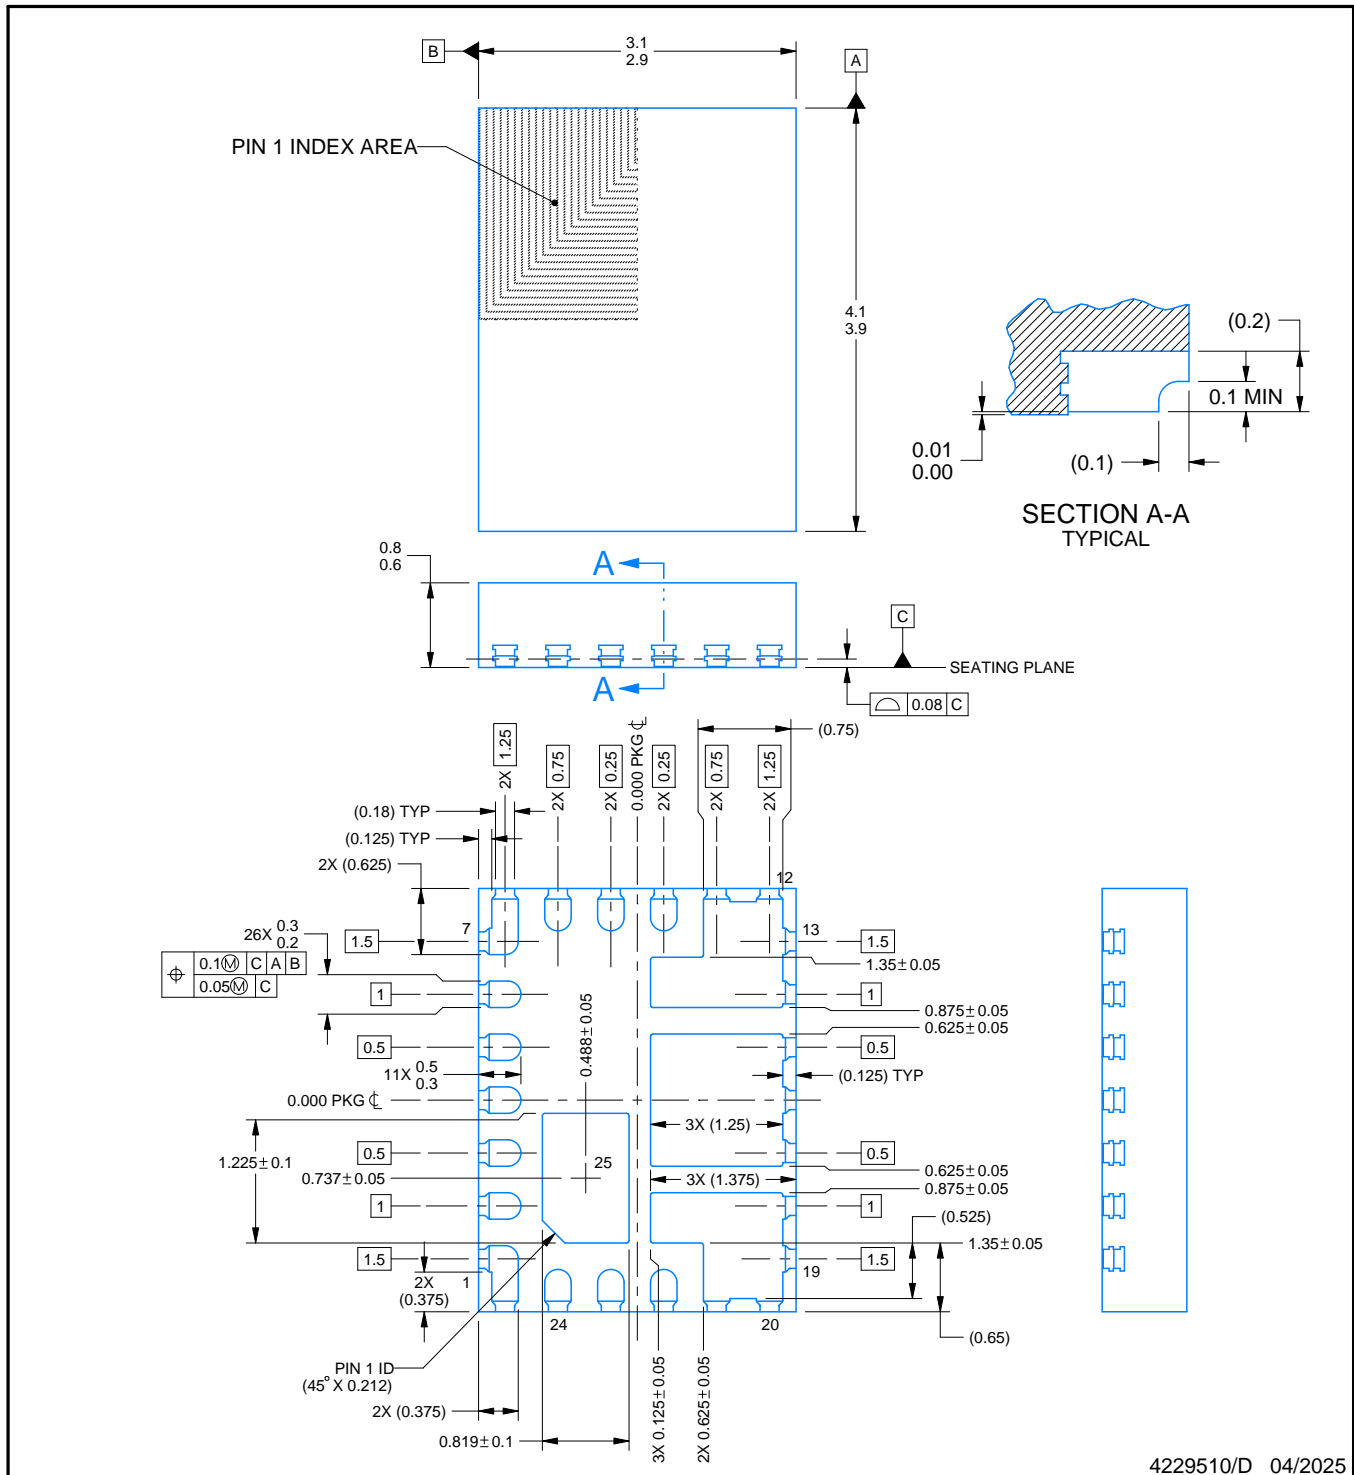 B
3.1
2.9
A
PIN 1 INDEX AREA
4.1
3.9
(0.2)
0.1 MIN
0.01
0.00
(0.1)
SECTION A-A
TYPICAL
0.8
0.6
A
C
SEATING PLANE
A
0.08 C
2X 1.25
2X 0.75
2X 0.25
0.000 PKG ℄
2X 0.25
2X 0.75
2X 1.25
(0.75)
(0.18) TYP
(0.125) TYP
2X (0.625)
12
7
13
26X 0.3
0.2
1.5
1.5
0.1Ⓜ C A B
0.05Ⓜ C
1.35±0.05
1
1
0.875±0.05
0.625±0.05
0.488±0.05
0.5
0.5
11X 0.5
0.3
(0.125) TYP
0.000 PKG ℄
3X (1.25)
1.225±0.1
0.5
0.5
25
0.737±0.05
0.625±0.05
3X (1.375)
0.875±0.05
1
1
(0.525)
1.35±0.05
1.5
1.5
1
19
2X
(0.375)
24
20
(0.65)
PIN 1 ID
(45° X 0.212)
2X (0.375)
0.819±0.1
3X 0.125±0.05
2X 0.625±0.05
4229510/D 04/2025